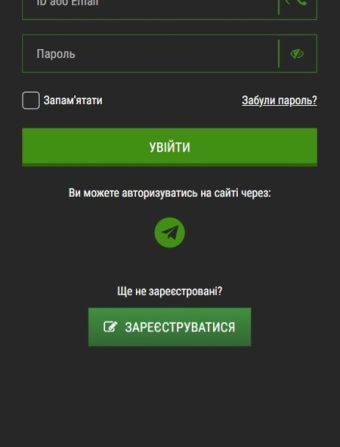 ID або Email
Пароль
Запам'ятати
Забули пароль?
УВІЙТИ
Ви можете авторизуватись на сайті через:
Ще не зареєстровані?
ЗАРЕЄСТРУВАТИСЯ